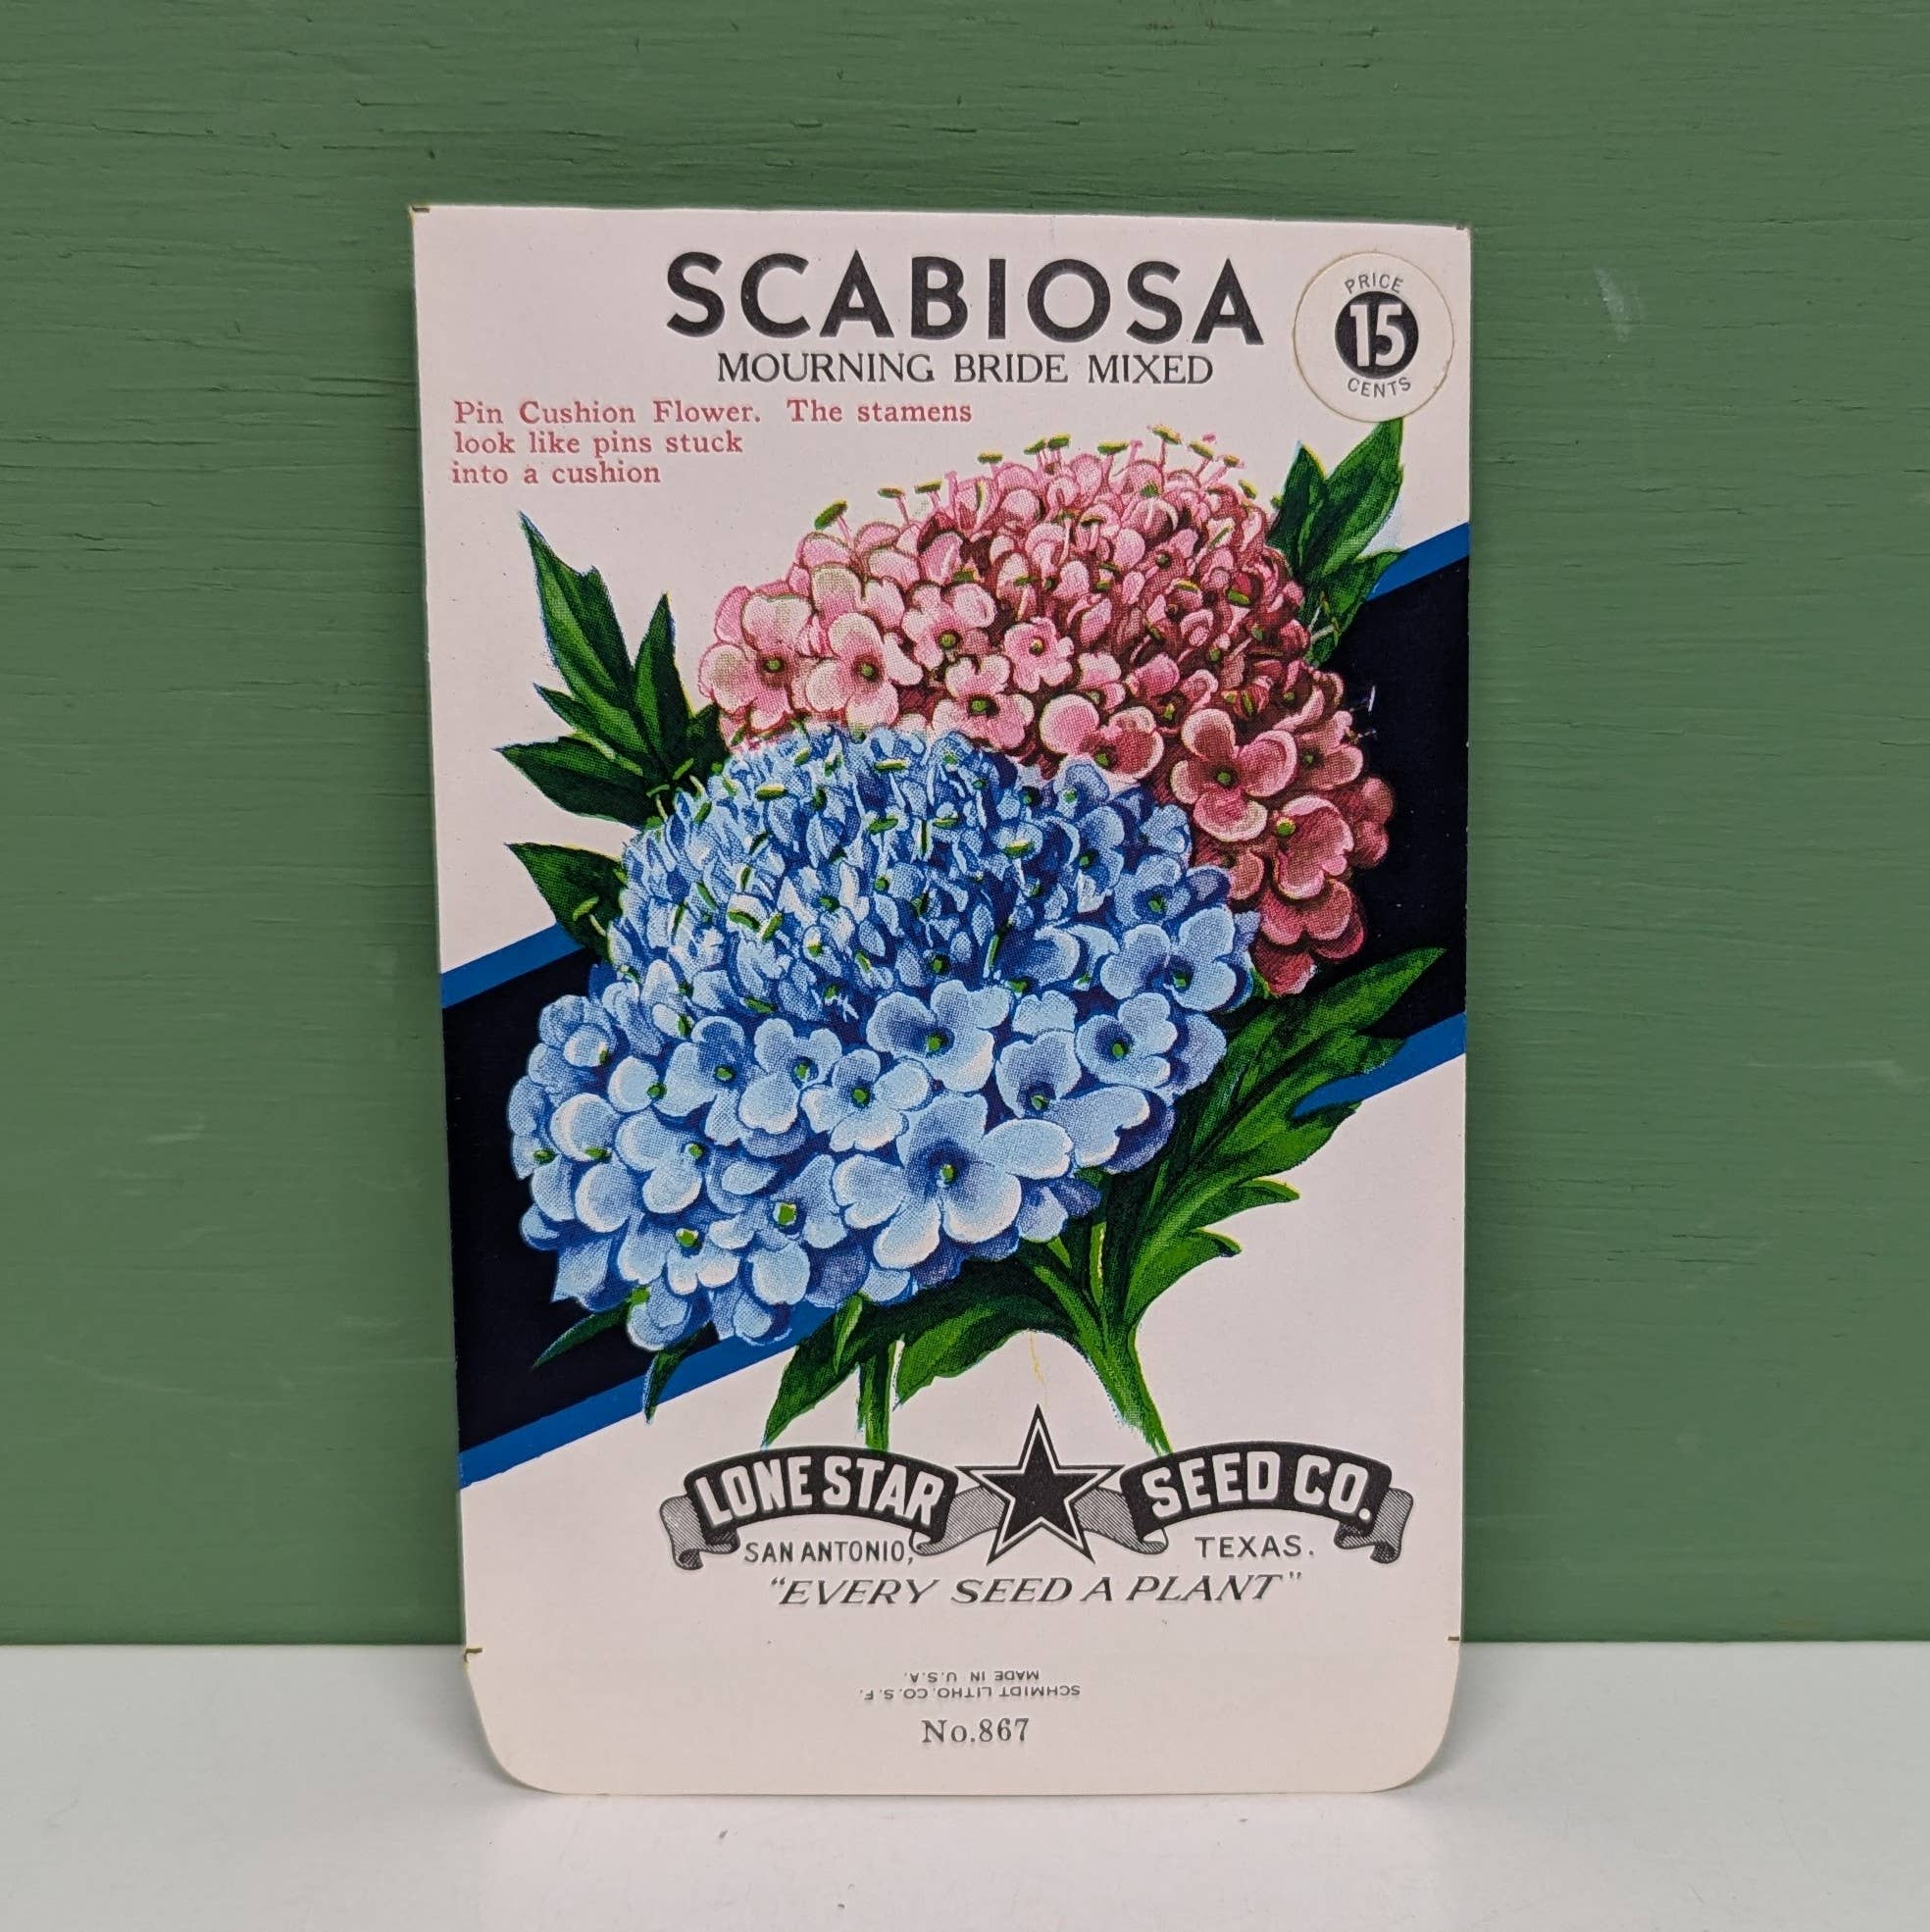 SCABIOSA
MOURNING BRIDE MIXED
PRICE
15
CENTS
Pin Cushion Flower. The stamens
look like pins stuck
into a cushion
LONE STAR SEED CO.
SAN ANTONIO, TEXAS.
"EVERY SEED A PLANT"
SCHMIDT LITHO. CO. S. F.
MADE IN U.S.A.
No.867